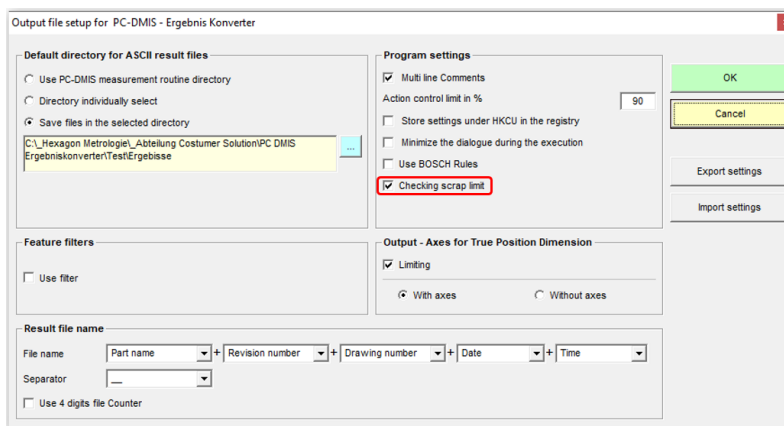 Output file setup for PC-DMIS - Ergebnis Konverter
Default directory for ASCII result files
Use PC-DMIS measurement routine directory
Directory individually select
Save files in the selected directory
C:\_Hexagon Metrologie\_Abteilung Costumer Solution\PC DMIS
Ergebniskonverter\Test\Ergebisse
...
Program settings
Multi line Comments
Action control limit in % 90
Store settings under HKCU in the registry
Minimize the dialogue during the execution
Use BOSCH Rules
Checking scrap limit
OK
Cancel
Export settings
Import settings
Feature filters
Use filter
Output - Axes for True Position Dimension
Limiting
With axes Without axes
Result file name
File name Part name + Revision number + Drawing number + Date + Time
Separator __
Use 4 digits file Counter